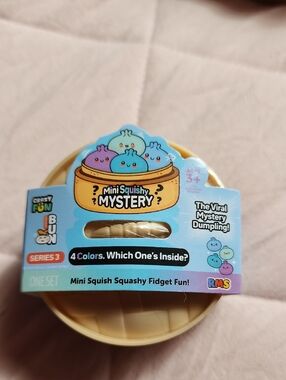 Mini Squishy
MYSTERY
AGES
3+
CRAZY
FUN
BUN
SERIES 3
ONE SET
The Viral
Mystery
Dumpling!
4 Colors. Which One's Inside?
Mini Squish Squashy Fidget Fun!
RMS